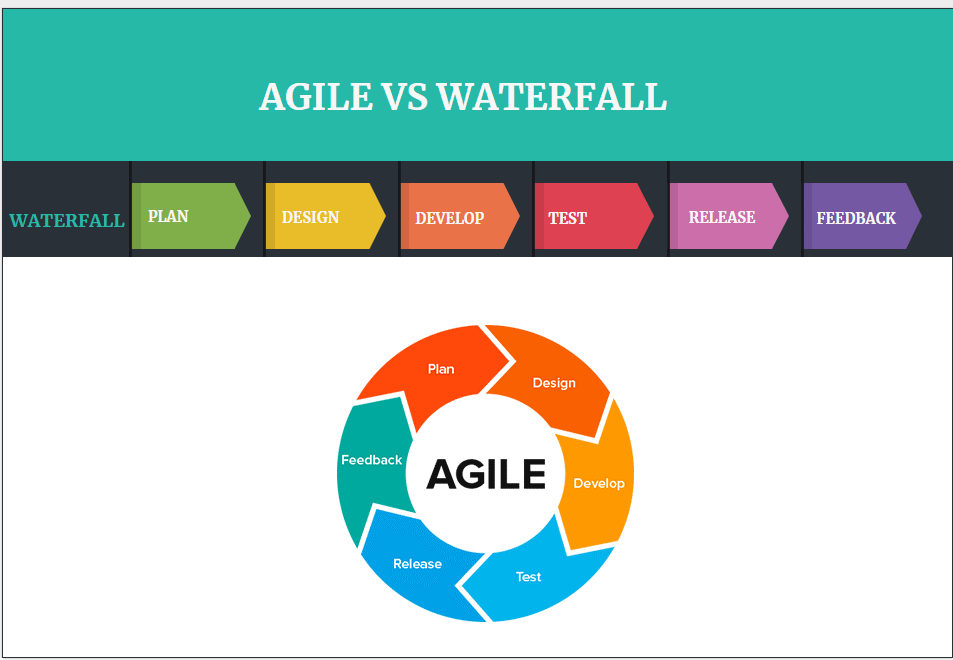 AGILE VS WATERFALL
WATERFALL
PLAN
DESIGN
DEVELOP
TEST
RELEASE
FEEDBACK
Plan
Design
Develop
Test
Release
Feedback
AGILE